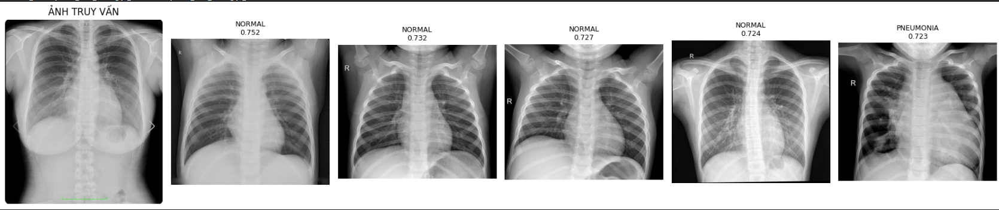 ẢNH TRUY VẤN
NORMAL
0.752
NORMAL
0.732
NORMAL
0.727
NORMAL
0.724
PNEUMONIA
0.723
R
R
R
R
R